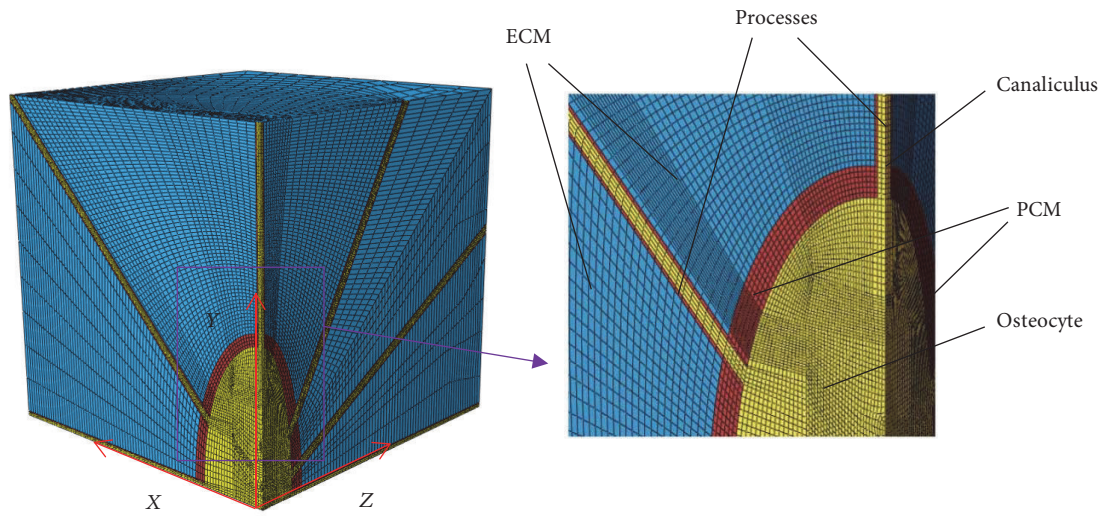 Processes
ECM
Canaliculus
PCM
Osteocyte
Y
X
Z